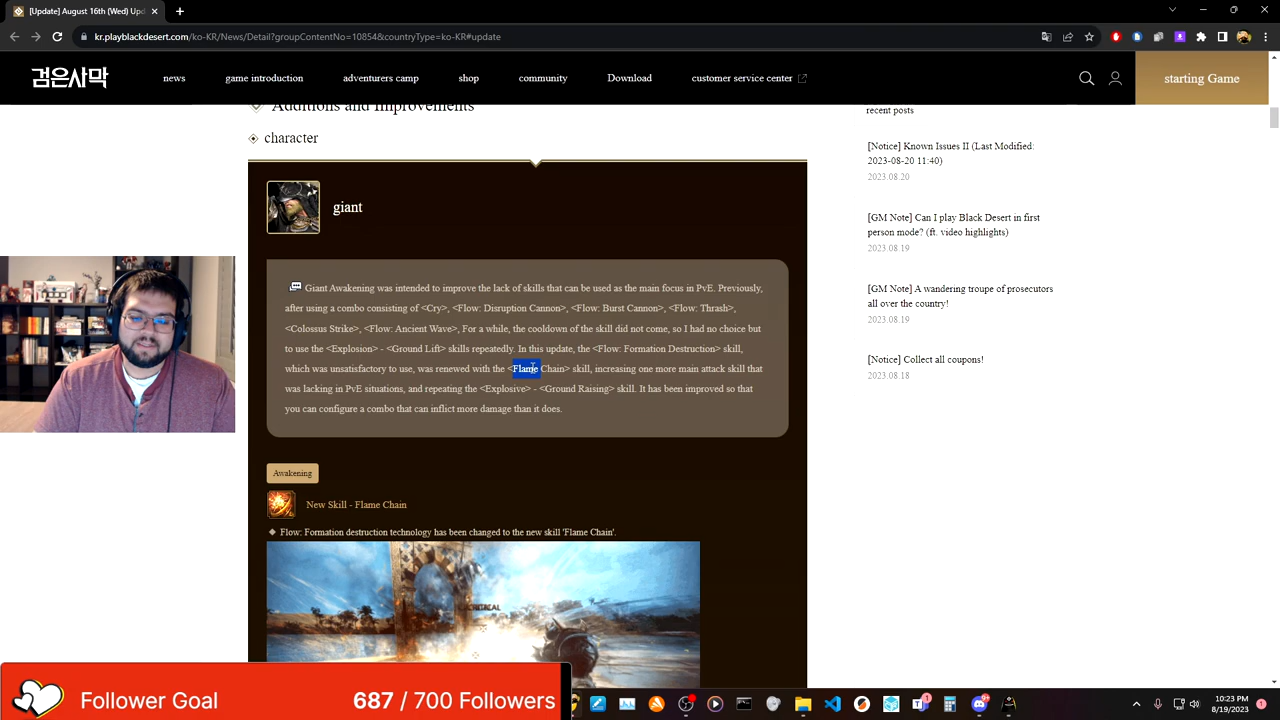 [Update] August 16th (Wed)
kr.playblackdesert.com/ko-KR/News/Detail?groupContentNo=10854&countryType=ko-KR#update
검은사막
news
game introduction
adventurers camp
shop
community
Download
customer service center
starting Game
Additions and Improvements
character
giant
Giant Awakening was intended to improve the lack of skills that can be used as the main focus in PvE. Previously,
after using a combo consisting of <Cry>, <Flow: Disruption Cannon>, <Flow: Burst Cannon>, <Flow: Thrash>,
<Colossus Strike>, <Flow: Ancient Wave>, For a while, the cooldown of the skill did not come, so I had no choice but
to use the <Explosion> - <Ground Lift> skills repeatedly. In this update, the <Flow: Formation Destruction> skill,
which was unsatisfactory to use, was renewed with the <Flame Chain> skill, increasing one more main attack skill that
was lacking in PvE situations, and repeating the <Explosive> - <Ground Raising> skill. It has been improved so that
you can configure a combo that can inflict more damage than it does.
Awakening
New Skill - Flame Chain
Flow: Formation destruction technology has been changed to the new skill 'Flame Chain'.
CRITICAL
recent posts
[Notice] Known Issues II (Last Modified:
2023-08-20 11:40)
2023.08.20
[GM Note] Can I play Black Desert in first
person mode? (ft. video highlights)
2023.08.19
[GM Note] A wandering troupe of prosecutors
all over the country!
2023.08.19
[Notice] Collect all coupons!
2023.08.18
Follower Goal
687 / 700 Followers
10:23 PM
8/19/2023